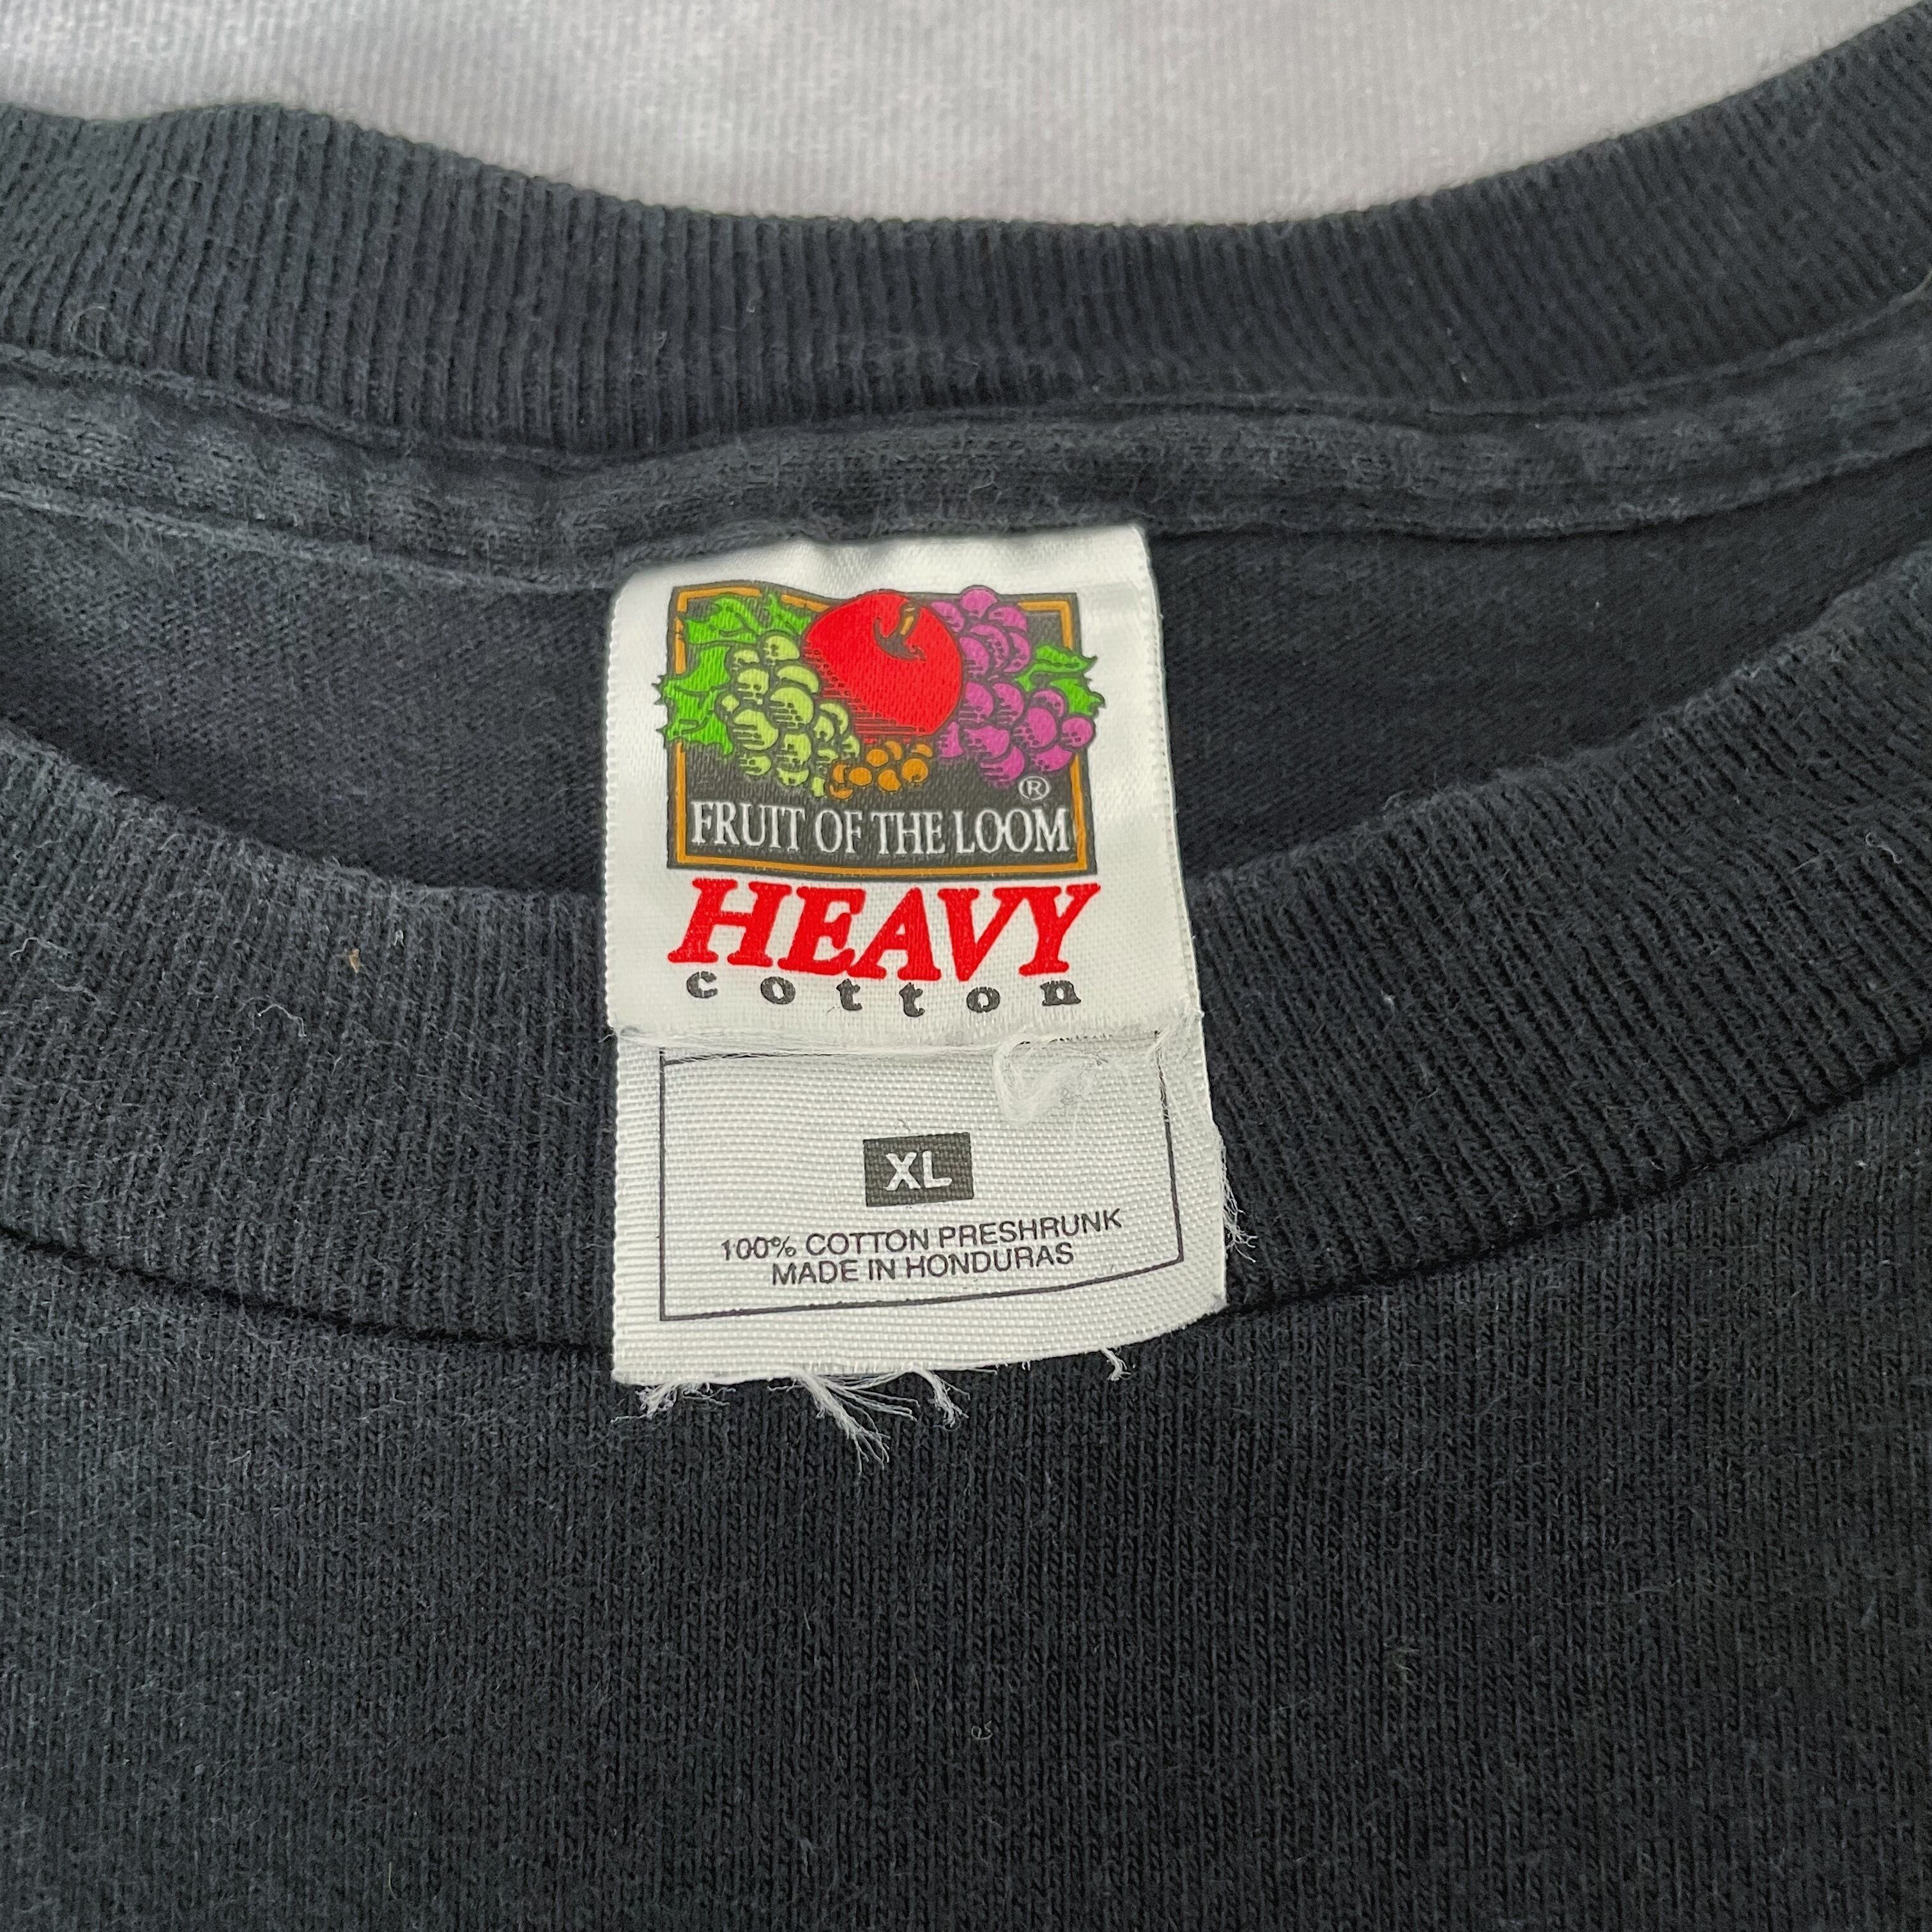 ®
FRUIT OF THE LOOM
HEAVY
cotton
XL
100% COTTON PRESHRUNK
MADE IN HONDURAS